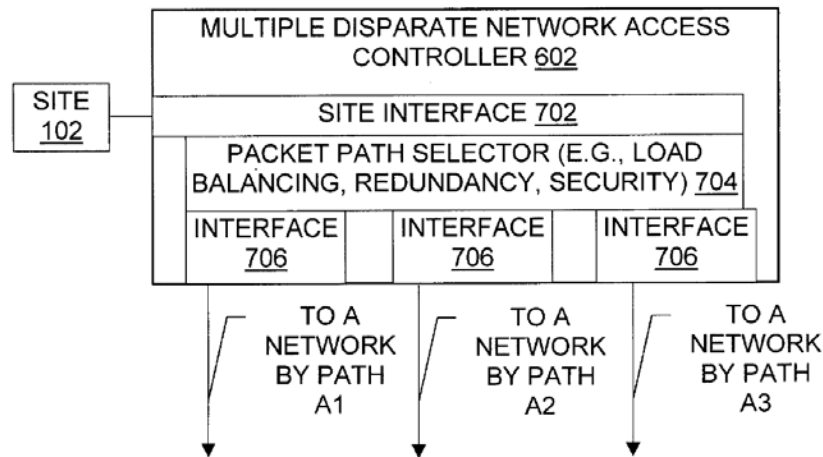 MULTIPLE DISPARATE NETWORK ACCESS
CONTROLLER 602
SITE
102
SITE INTERFACE 702
PACKET PATH SELECTOR (E.G., LOAD
BALANCING, REDUNDANCY, SECURITY) 704
INTERFACE
706
INTERFACE
706
INTERFACE
706
TO A
NETWORK
BY PATH
A1
TO A
NETWORK
BY PATH
A2
TO A
NETWORK
BY PATH
A3